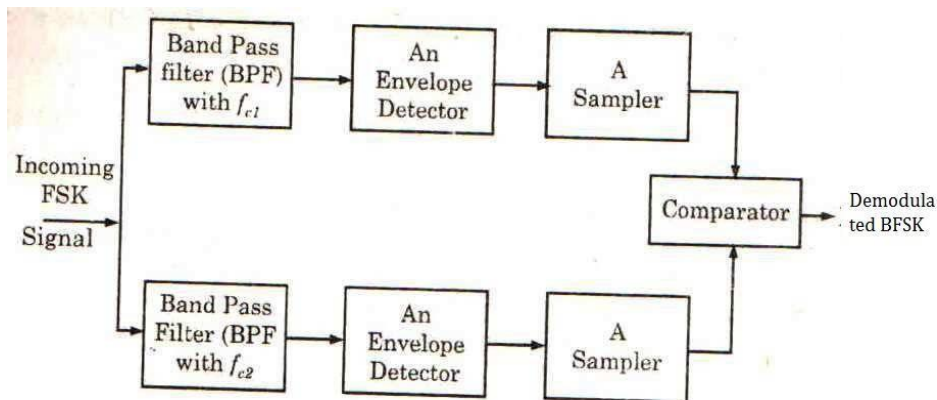 Band Pass
filter (BPF)
with fc1
An
Envelope
Detector
A
Sampler
Incoming
FSK
Signal
Comparator
Demodula
ted BFSK
Band Pass
Filter (BPF
with fc2
An
Envelope
Detector
A
Sampler